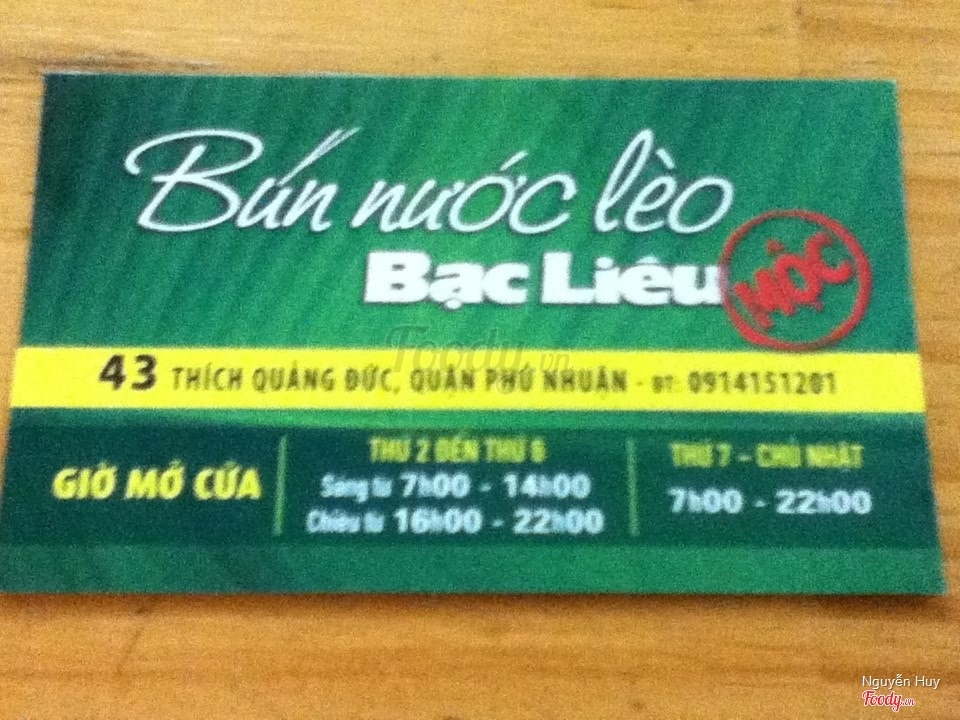 Bún nước lèo
Bạc Liêu
MỘC
Foody.vn
43 THÍCH QUẢNG ĐỨC, QUẬN PHÚ NHUẬN - ĐT: 0914151201
GIỜ MỞ CỬA
THỨ 2 ĐẾN THỨ 6
Sáng từ 7h00 - 14h00
Chiều từ 16h00 - 22h00
THỨ 7 - CHỦ NHẬT
7h00 - 22h00
Nguyễn Huy
Foody.vn